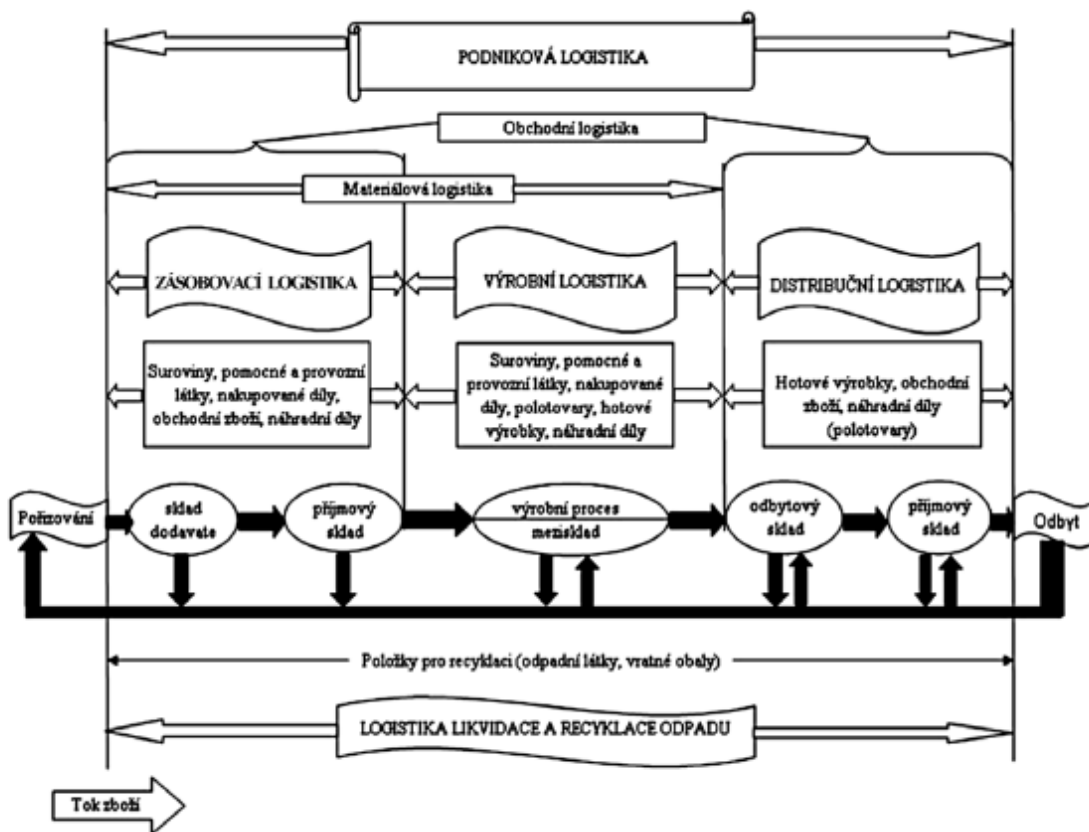 PODNIKOVÁ LOGISTIKA
Obchodní logistika
Materiálová logistika
ZÁSOBOVACÍ LOGISTIKA
VÝROBNÍ LOGISTIKA
DISTRIBUČNÍ LOGISTIKA
Suroviny, pomocné a provozní
látky, nakupované díly,
obchodní zboží, náhradní díly
Suroviny, pomocné a
provozní látky, nakupované
díly, polotovary, hotové
výrobky, náhradní díly
Hotové výrobky, obchodní
zboží, náhradní díly
(polotovary)
Pořizování
sklad
dodavate
příjmový
sklad
výrobní proces
mezisklad
odbytový
sklad
příjmový
sklad
Odbyt
Položky pro recyklaci (odpadní látky, vratné obaly)
LOGISTIKA LIKVIDACE A RECYKLACE ODPADU
Tok zboží